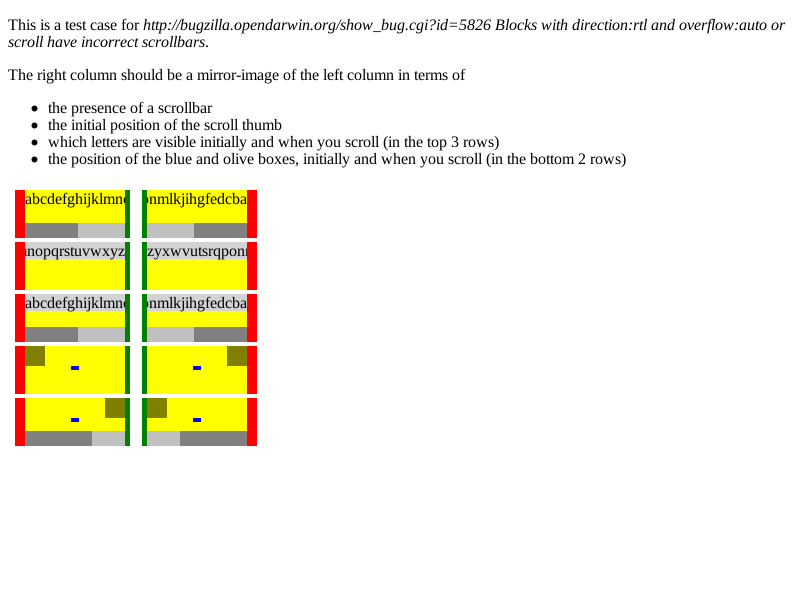 This is a test case for http://bugzilla.opendarwin.org/show_bug.cgi?id=5826 Blocks with direction:rtl and overflow:auto or
scroll have incorrect scrollbars.
The right column should be a mirror-image of the left column in terms of
• the presence of a scrollbar
• the initial position of the scroll thumb
• which letters are visible initially and when you scroll (in the top 3 rows)
• the position of the blue and olive boxes, initially and when you scroll (in the bottom 2 rows)
abcdefghijklmn nmlkjihgfedcba
nopqrstuvwxyz zyxwvutsrqpon
abcdefghijklmn nmlkjihgfedcba